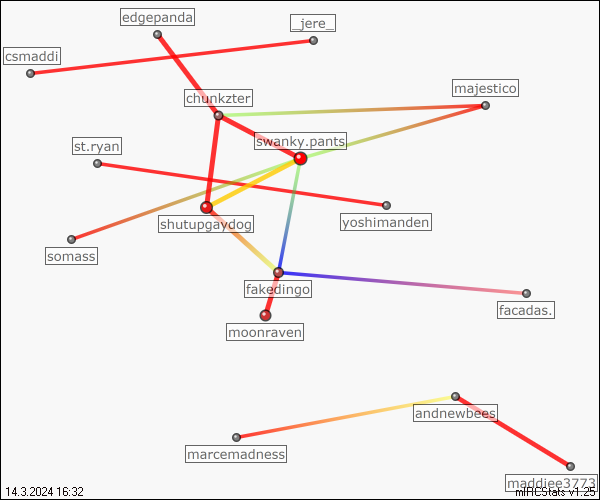 edgepanda
_jere_
csmaddi
majestico
chunkzter
swanky.pants
st.ryan
yoshimanden
shutupgaydog
somass
fakedingo
facadas.
moonraven
andnewbees
marcemadness
maddiee3773
14.3.2024 16:32
mIRCStats v1.25